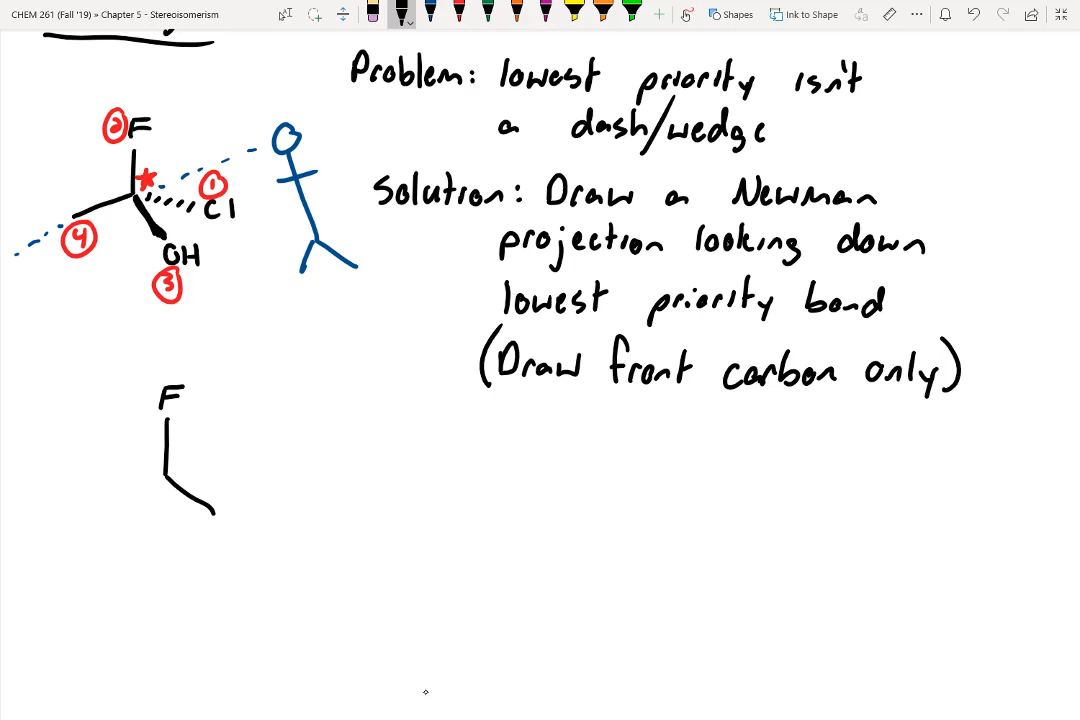 CHEM 261 (Fall '19) » Chapter 5 - Stereoisomerism
Shapes
Ink to Shape
Problem: lowest priority isn't
a dash/wedge
Solution: Draw a Newman
projection looking down
lowest priority bond
(Draw front carbon only)
2 F
1
Cl
4
OH
3
F